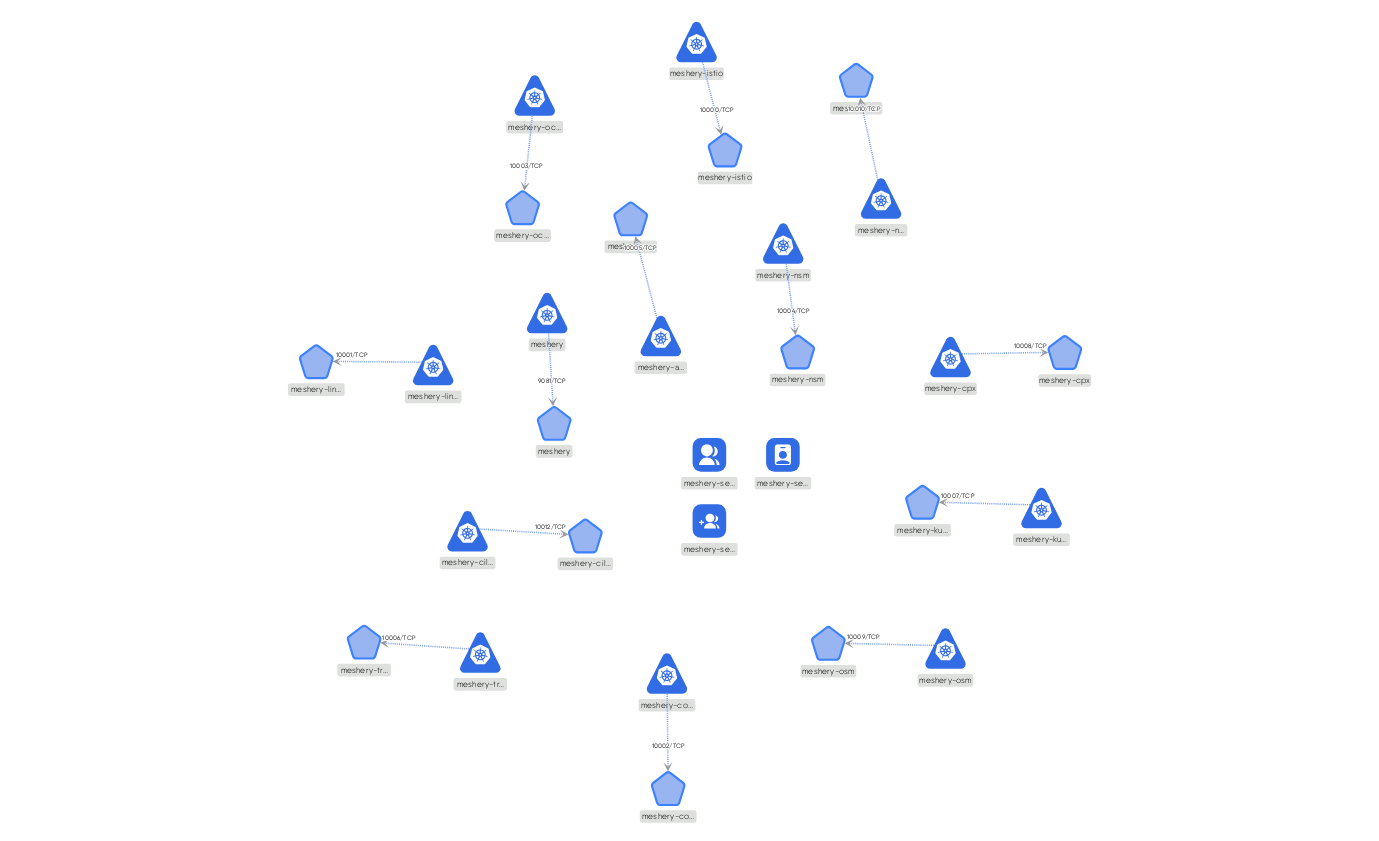 meshery-istio
10000/TCP
meshery-istio
10010/TCP
meshery-n...
meshery-oc...
10003/TCP
meshery-oc...
10005/TCP
meshery-a...
meshery-nsm
10004/TCP
meshery-nsm
meshery
9081/TCP
meshery
10001/TCP
meshery-lin...
meshery-lin...
10008/TCP
meshery-cpx
meshery-cpx
meshery-se...
meshery-se...
meshery-se...
10007/TCP
meshery-ku...
meshery-ku...
10012/TCP
meshery-cil...
meshery-cil...
10006/TCP
meshery-tr...
meshery-tr...
10009/TCP
meshery-osm
meshery-osm
meshery-co...
10002/TCP
meshery-co...